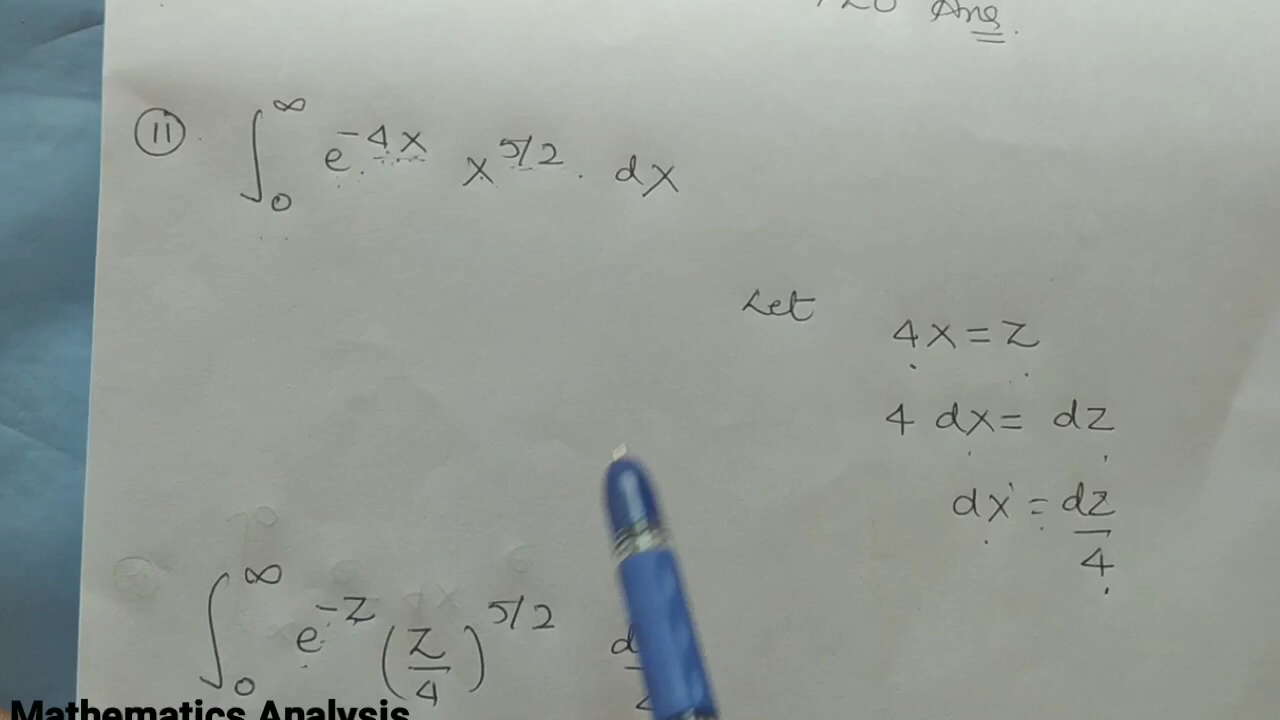 Ans.
(11). ∫₀^∞ e^{-4x} x^{5/2}. dx
Let
4x = z
4 dx = dz
dx = dz/4
∫₀^∞ e^{-z} (z/4)^{5/2} d
Mathematics Analysis